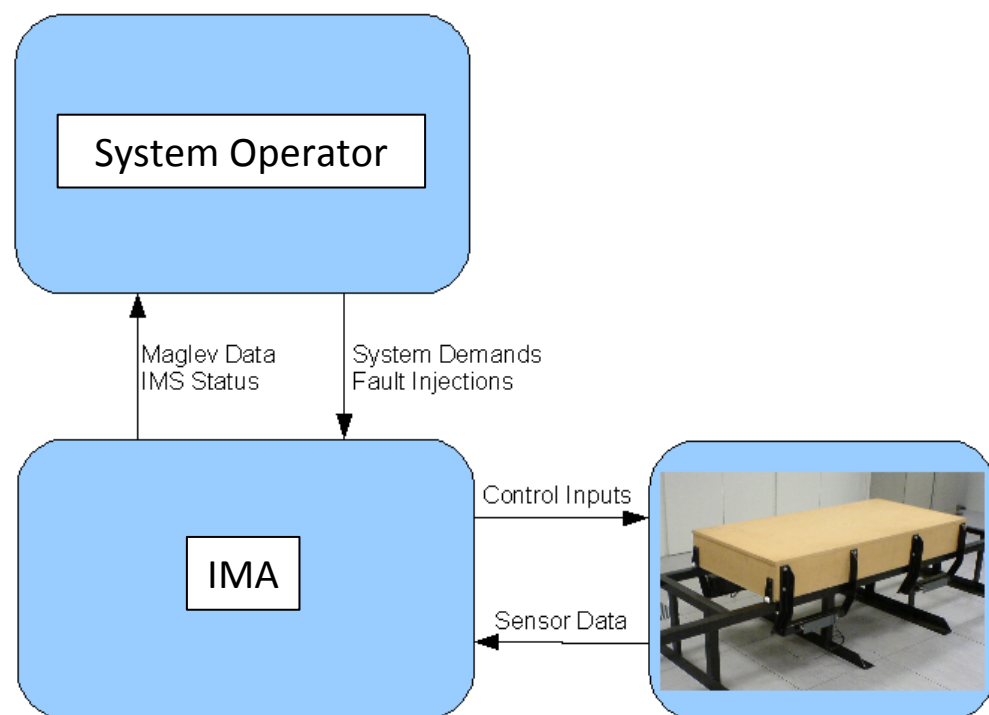 System Operator
Maglev Data
IMS Status
System Demands
Fault Injections
IMA
Control Inputs
Sensor Data